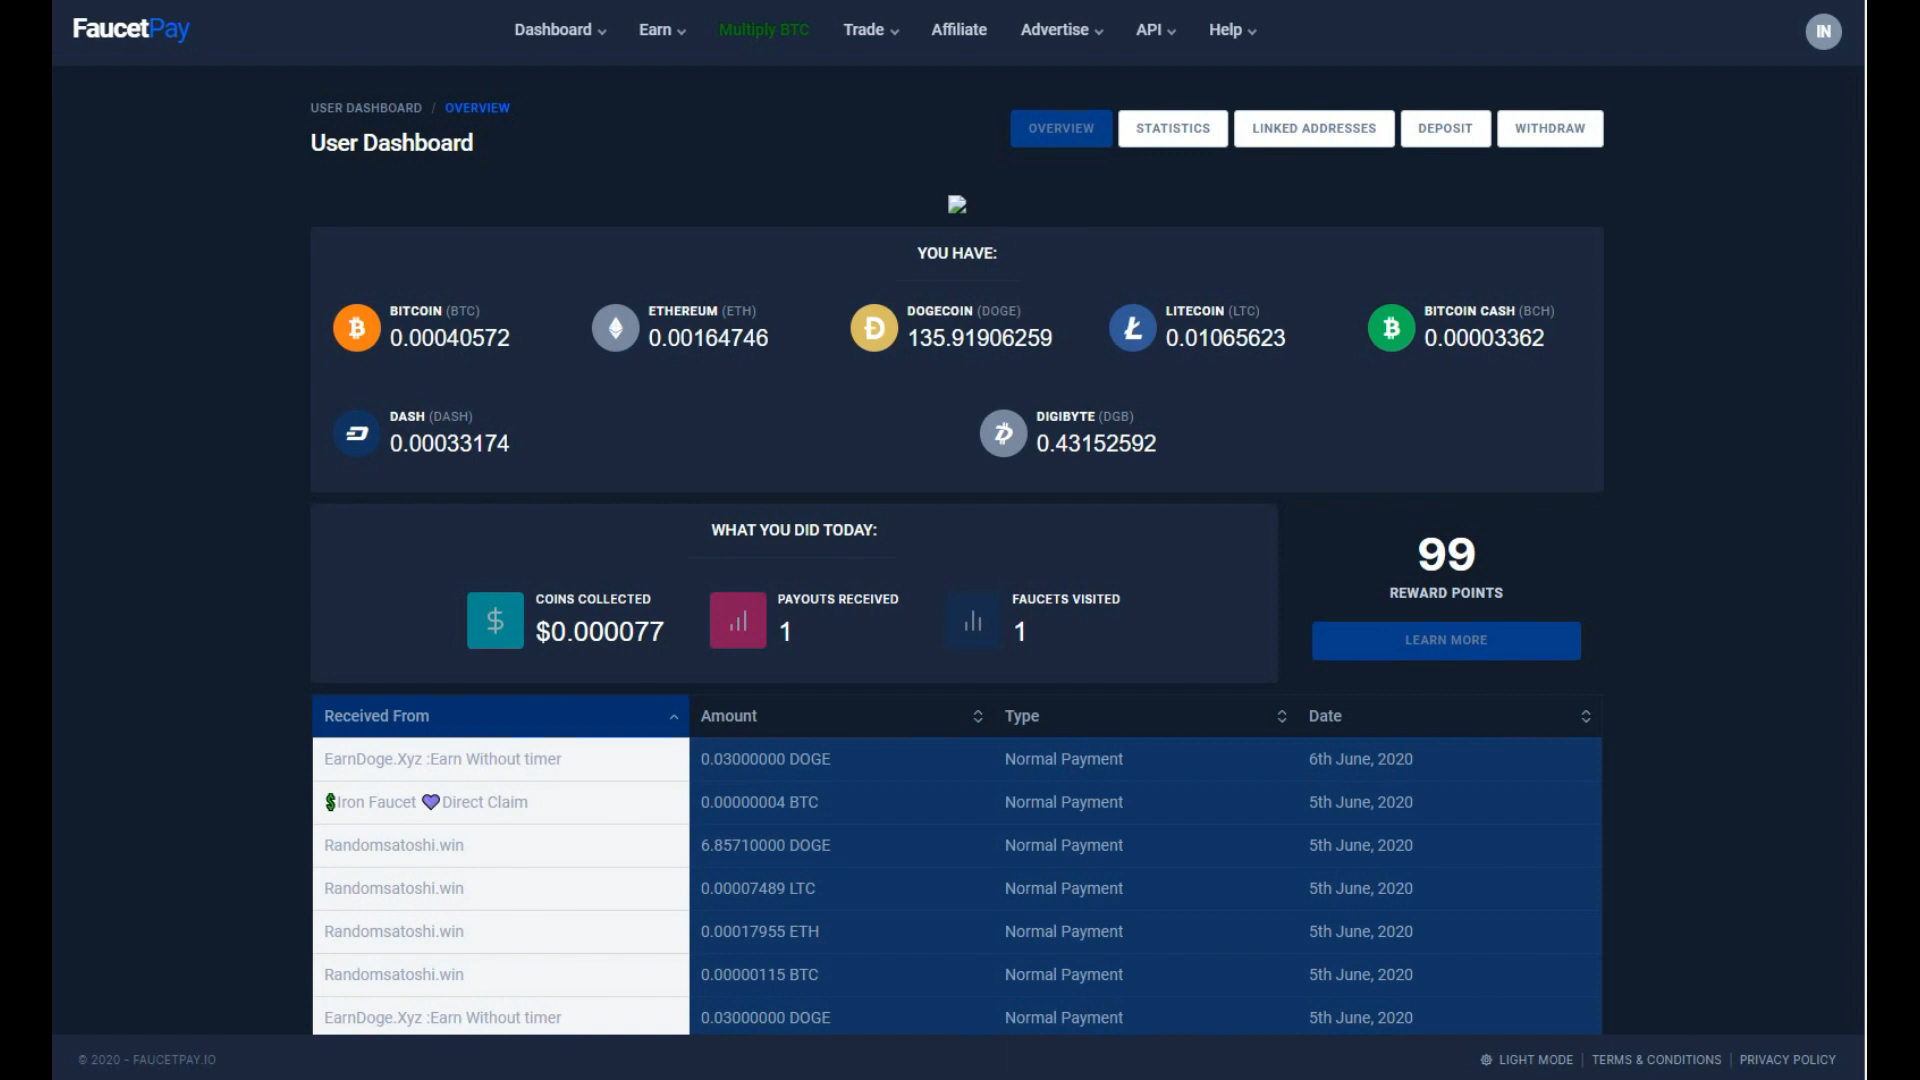 FaucetPay
Dashboard Earn Multiply BTC Trade Affiliate Advertise API Help
IN
USER DASHBOARD / OVERVIEW
User Dashboard
OVERVIEW STATISTICS LINKED ADDRESSES DEPOSIT WITHDRAW
YOU HAVE:
BITCOIN (BTC)
0.00040572
ETHEREUM (ETH)
0.00164746
DOGECOIN (DOGE)
135.91906259
LITECOIN (LTC)
0.01065623
BITCOIN CASH (BCH)
0.00003362
DASH (DASH)
0.00033174
DIGIBYTE (DGB)
0.43152592
WHAT YOU DID TODAY:
COINS COLLECTED
$0.000077
PAYOUTS RECEIVED
1
FAUCETS VISITED
1
99
REWARD POINTS
LEARN MORE
Received From Amount Type Date
EarnDoge.Xyz :Earn Without timer 0.03000000 DOGE Normal Payment 6th June, 2020
💲Iron Faucet 💜Direct Claim 0.00000004 BTC Normal Payment 5th June, 2020
Randomsatoshi.win 6.85710000 DOGE Normal Payment 5th June, 2020
Randomsatoshi.win 0.00007489 LTC Normal Payment 5th June, 2020
Randomsatoshi.win 0.00017955 ETH Normal Payment 5th June, 2020
Randomsatoshi.win 0.00000115 BTC Normal Payment 5th June, 2020
EarnDoge.Xyz :Earn Without timer 0.03000000 DOGE Normal Payment 5th June, 2020
© 2020 - FAUCETPAY.IO
LIGHT MODE | TERMS & CONDITIONS | PRIVACY POLICY